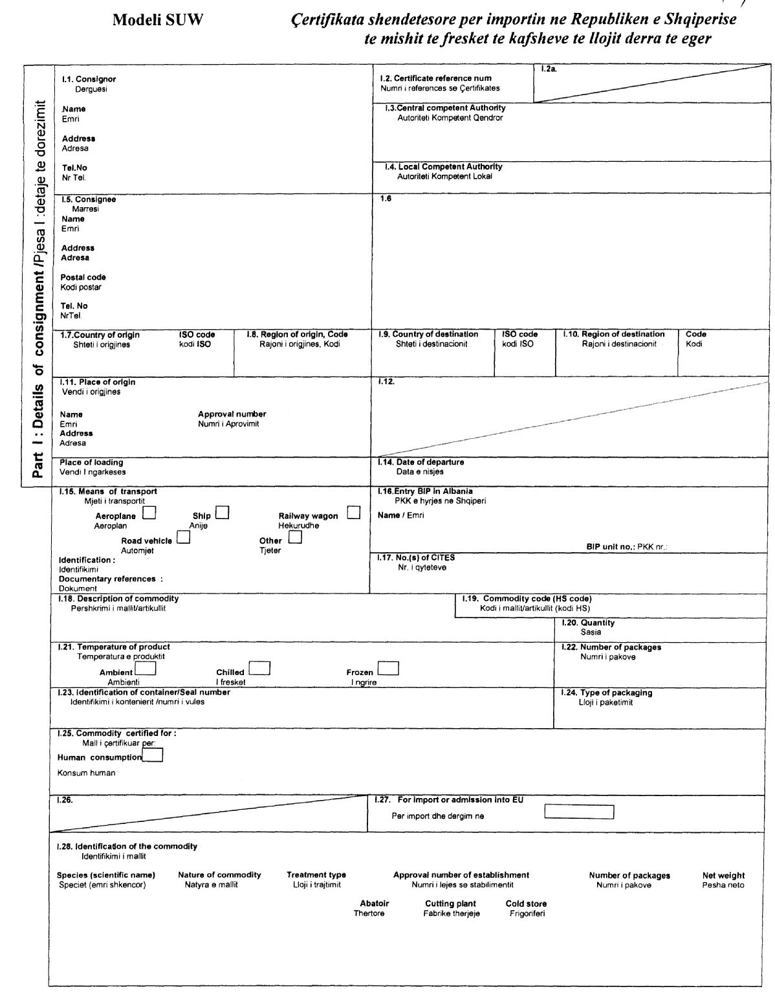 Modeli SUW
Çertifikata shendetesore per importin ne Republiken e Shqiperise
te mishit te fresket te kafsheve te llojit derra te eger
Part I : Details of consignment /Pjesa I :detaje te dorezimit
I.1. Consignor
Derguesi
Name
Emri
Address
Adresa
Tel.No
Nr Tel.
I.2. Certificate reference num
Numri i references se Çertifikates
I.2a.
I.3.Central competent Authority
Autoriteti Kompetent Qendror
I.4. Local Competent Authority
Autoriteti Kompetent Lokal
I.5. Consignee
Marresi
Name
Emri
Address
Adresa
Postal code
Kodi postar
Tel. No
NrTel.
1.6
1.7.Country of origin
Shteti i origjines
ISO code
kodi ISO
I.8. Region of origin, Code
Rajoni i origjines, Kodi
I.9. Country of destination
Shteti i destinacionit
ISO code
kodi ISO
I.10. Region of destination
Rajoni i destinacionit
Code
Kodi
I.11. Place of origin
Vendi i origjines
Name
Emri
Approval number
Numri i Aprovimit
Address
Adresa
I.12.
Place of loading
Vendi I ngarkeses
I.14. Date of departure
Data e nisjes
I.15. Means of transport
Mjeti i transportit
Aeroplane
Aeroplan
Ship
Anije
Railway wagon
Hekurudhe
Road vehicle
Automjet
Other
Tjeter
Identification :
Identifikimi
Documentary references :
Dokument
I.16.Entry BIP in Albania
PKK e hyrjes ne Shqiperi
Name / Emri
BIP unit no.: PKK nr.:
I.17. No.(s) of CITES
Nr. i qyteteve
I.18. Description of commodity
Pershkrimi i mallit/artikullit
I.19. Commodity code (HS code)
Kodi i mallit/artikullit (kodi HS)
I.20. Quantity
Sasia
I.21. Temperature of product
Temperatura e produktit
Ambient
Ambienti
Chilled
I fresket
Frozen
I ngrire
I.22. Number of packages
Numri i pakove
I.23. Identification of container/Seal number
Identifikimi i kontenierit /numri i vules
I.24. Type of packaging
Lloji i paketimit
I.25. Commodity certified for :
Mall i çertifikuar per:
Human consumption
Konsum human
I.26.
I.27. For import or admission into EU
Per import dhe dergim ne
I.28. Identification of the commodity
Identifikimi i mallit
Species (scientific name)
Speciet (emri shkencor)
Nature of commodity
Natyra e mallit
Treatment type
Lloji i trajtimit
Approval number of establishment
Numri i lejes se stabilimentit
Number of packages
Numri i pakove
Net weight
Pesha neto
Abatoir
Thertore
Cutting plant
Fabrike therjeje
Cold store
Frigoriferi